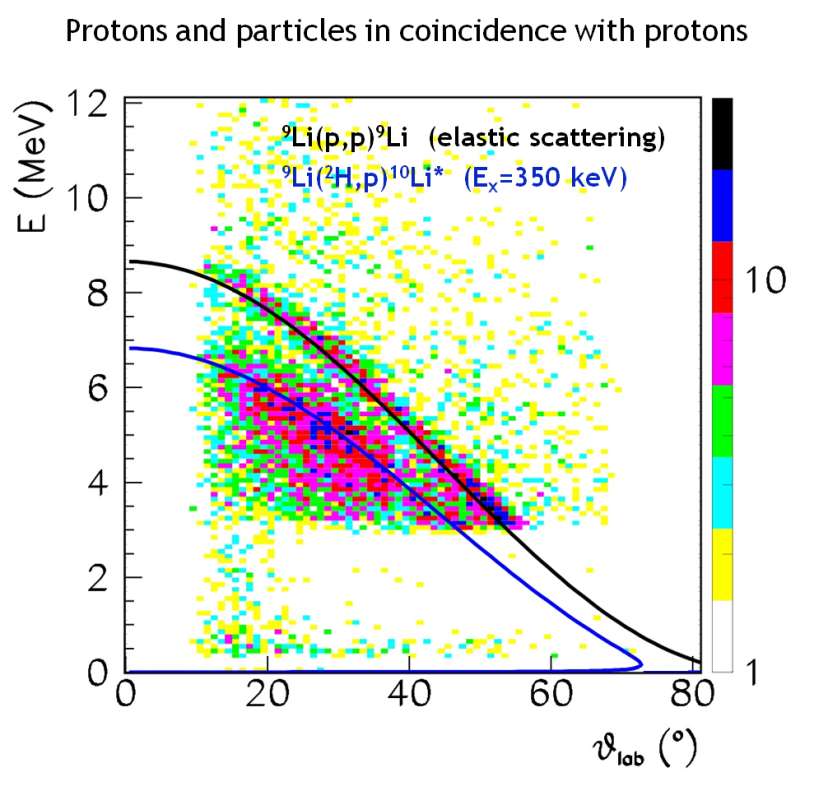 Protons and particles in coincidence with protons
E (MeV)
12
⁹Li(p,p)⁹Li (elastic scattering)
⁹Li(²H,p)¹⁰Li* (Eₓ=350 keV)
10
8
10
6
4
2
0
1
0
20
40
60
80
ϑlab (°)